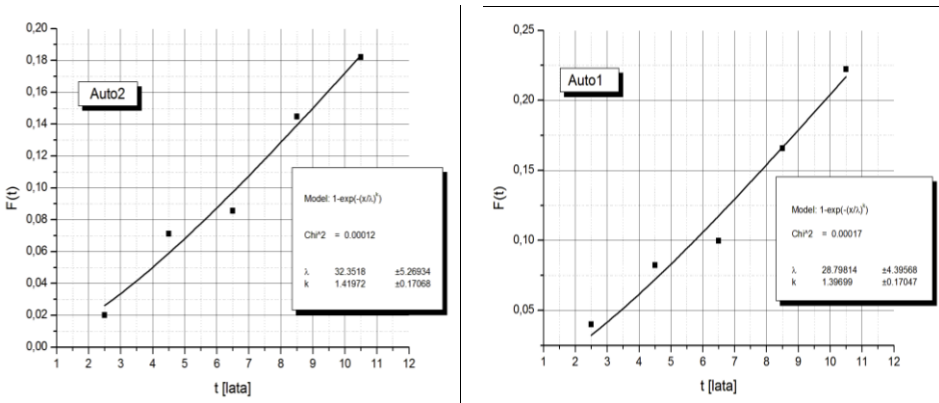 0,20
0,18
0,16
0,14
0,12
0,10
0,08
0,06
0,04
0,02
0,00
F(t)
Auto2
Model: 1-exp(-(x/λ)^k)
Chi^2 = 0.00012
λ 32.3518 ±5.26934
k 1.41972 ±0.17068
1 2 3 4 5 6 7 8 9 10 11 12
t [lata]
0,25
0,20
0,15
0,10
0,05
F(t)
Auto1
Model: 1-exp(-(x/λ)^k)
Chi^2 = 0.00017
λ 28.79814 ±4.39568
k 1.39699 ±0.17047
1 2 3 4 5 6 7 8 9 10 11 12
t [lata]